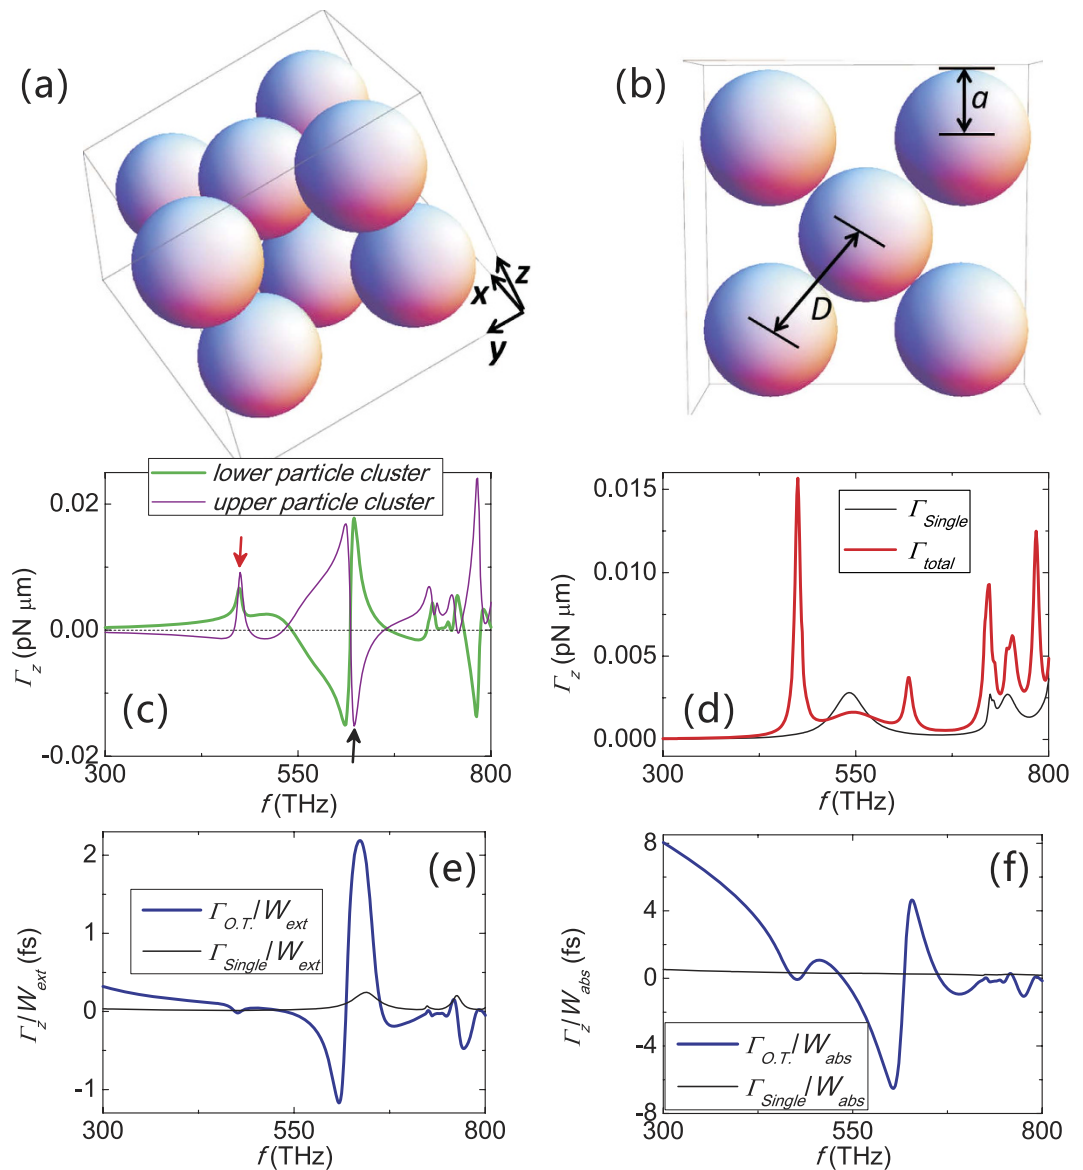 (a)
z
x
y
(b)
a
D
lower particle cluster
upper particle cluster
0.02
0.00
-0.02
Γz (pN μm)
(c)
300
550
800
f (THz)
0.015
0.010
0.005
0.000
Γz (pN μm)
ΓSingle
Γtotal
(d)
300
550
800
f (THz)
2
1
0
-1
Γz/Wext (fs)
(e)
ΓO.T./Wext
ΓSingle/Wext
300
550
800
f (THz)
8
4
0
-4
-8
Γz/Wabs (fs)
(f)
ΓO.T./Wabs
ΓSingle/Wabs
300
550
800
f (THz)